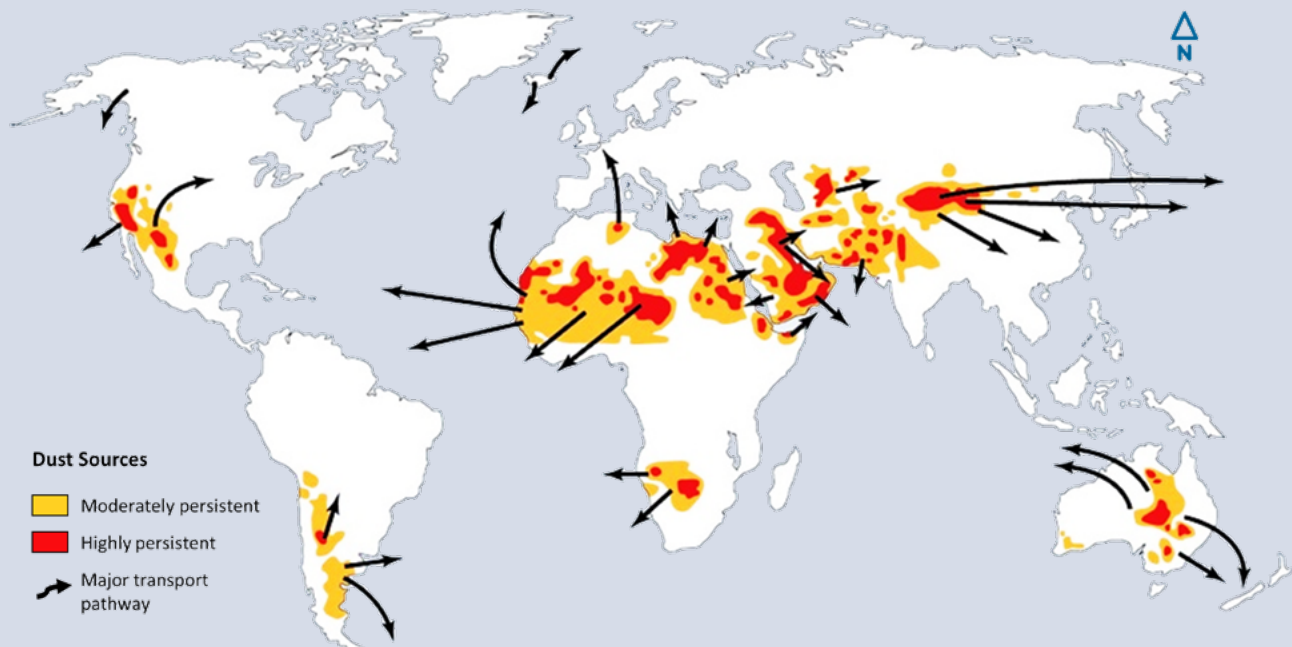 N
Dust Sources
Moderately persistent
Highly persistent
Major transport
pathway